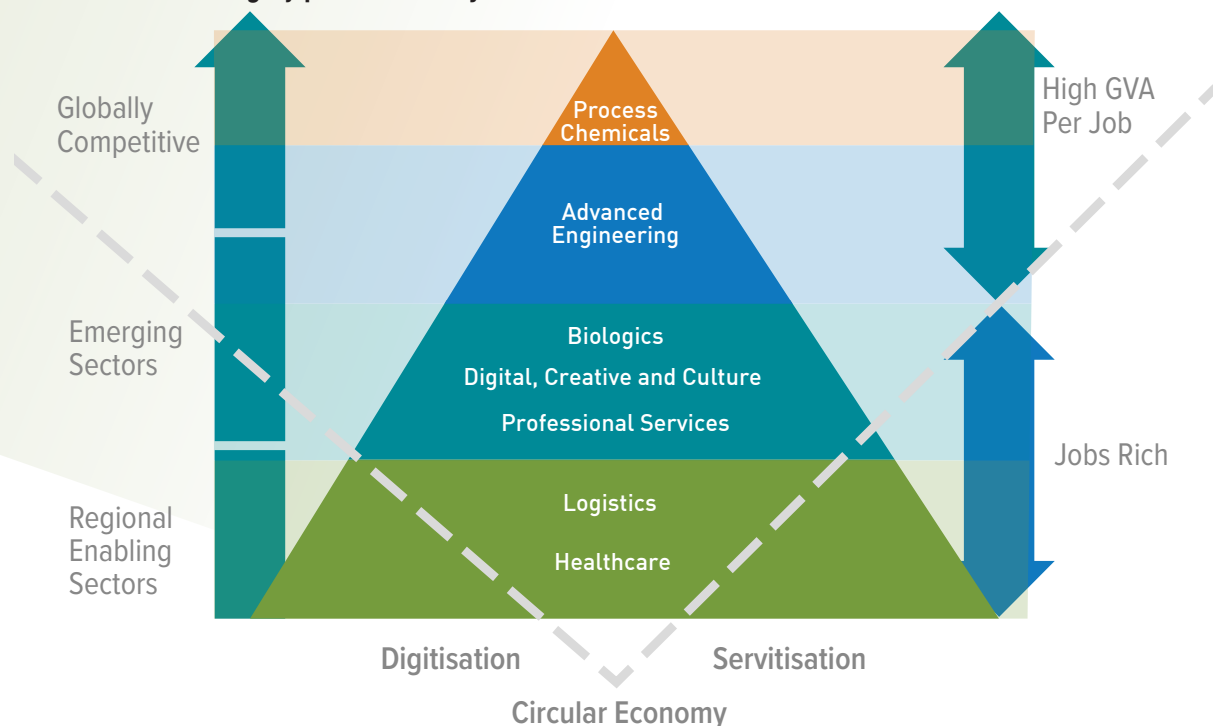 Globally
Competitive
Emerging
Sectors
Regional
Enabling
Sectors
Process
Chemicals
Advanced
Engineering
Biologics
Digital, Creative and Culture
Professional Services
Logistics
Healthcare
High GVA
Per Job
Jobs Rich
Digitisation
Servitisation
Circular Economy